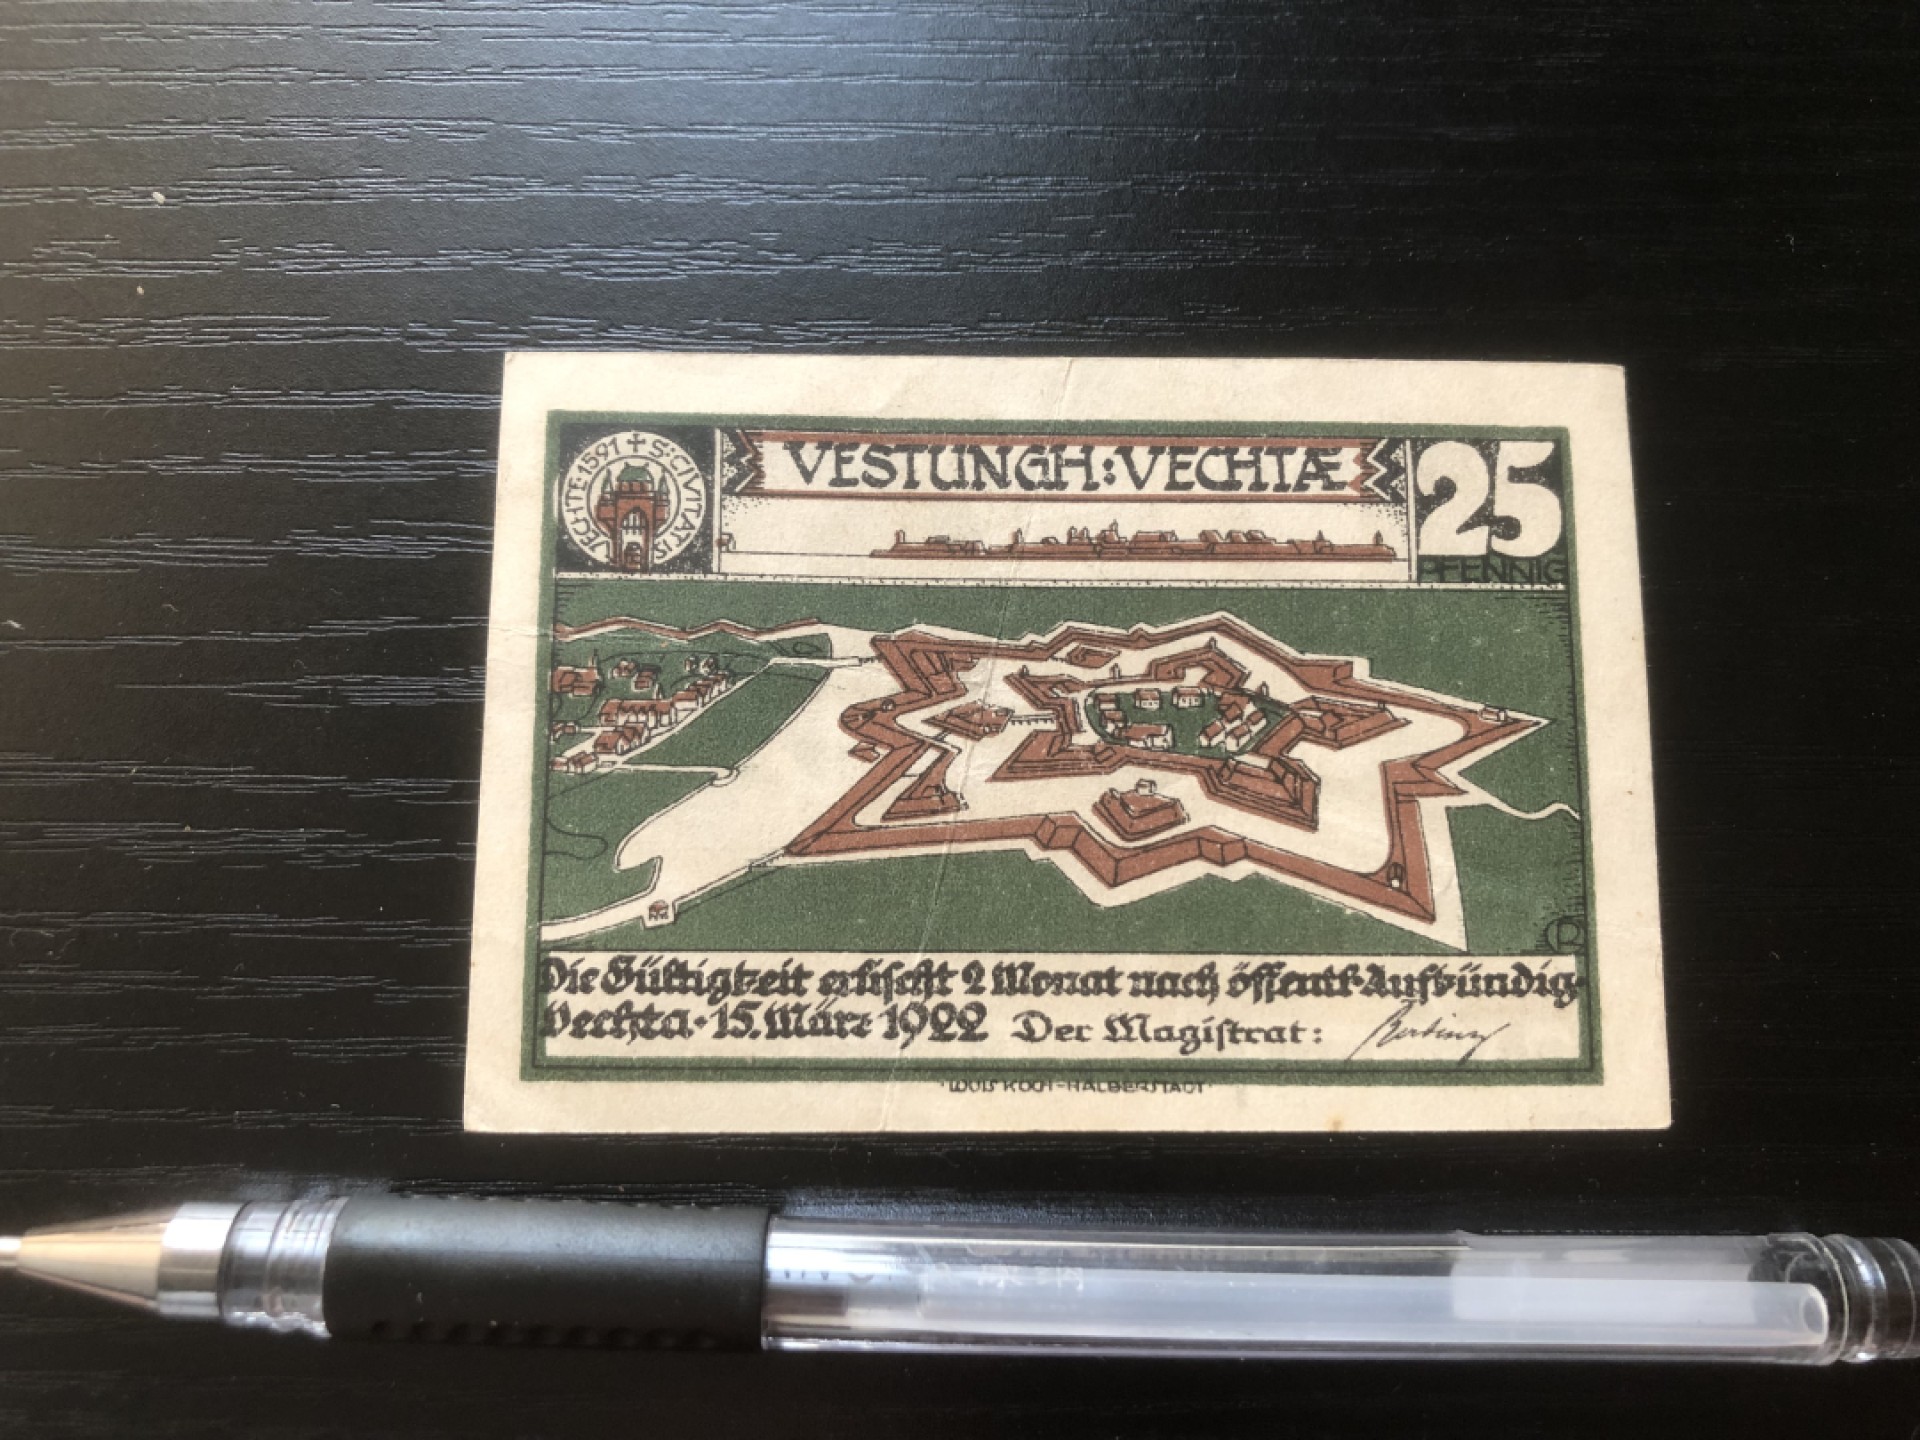 VECHTE·1591 + S:CIVITATIS
VESTUNGH:VECHTÆ
25
PFENNIG
Die Gültigkeit erlischt 2 Monat nach öffentl·Aufkündig·
Vechta·15. März 1922 Der Magistrat:
·LOUIS KOCH-HALBERSTADT·